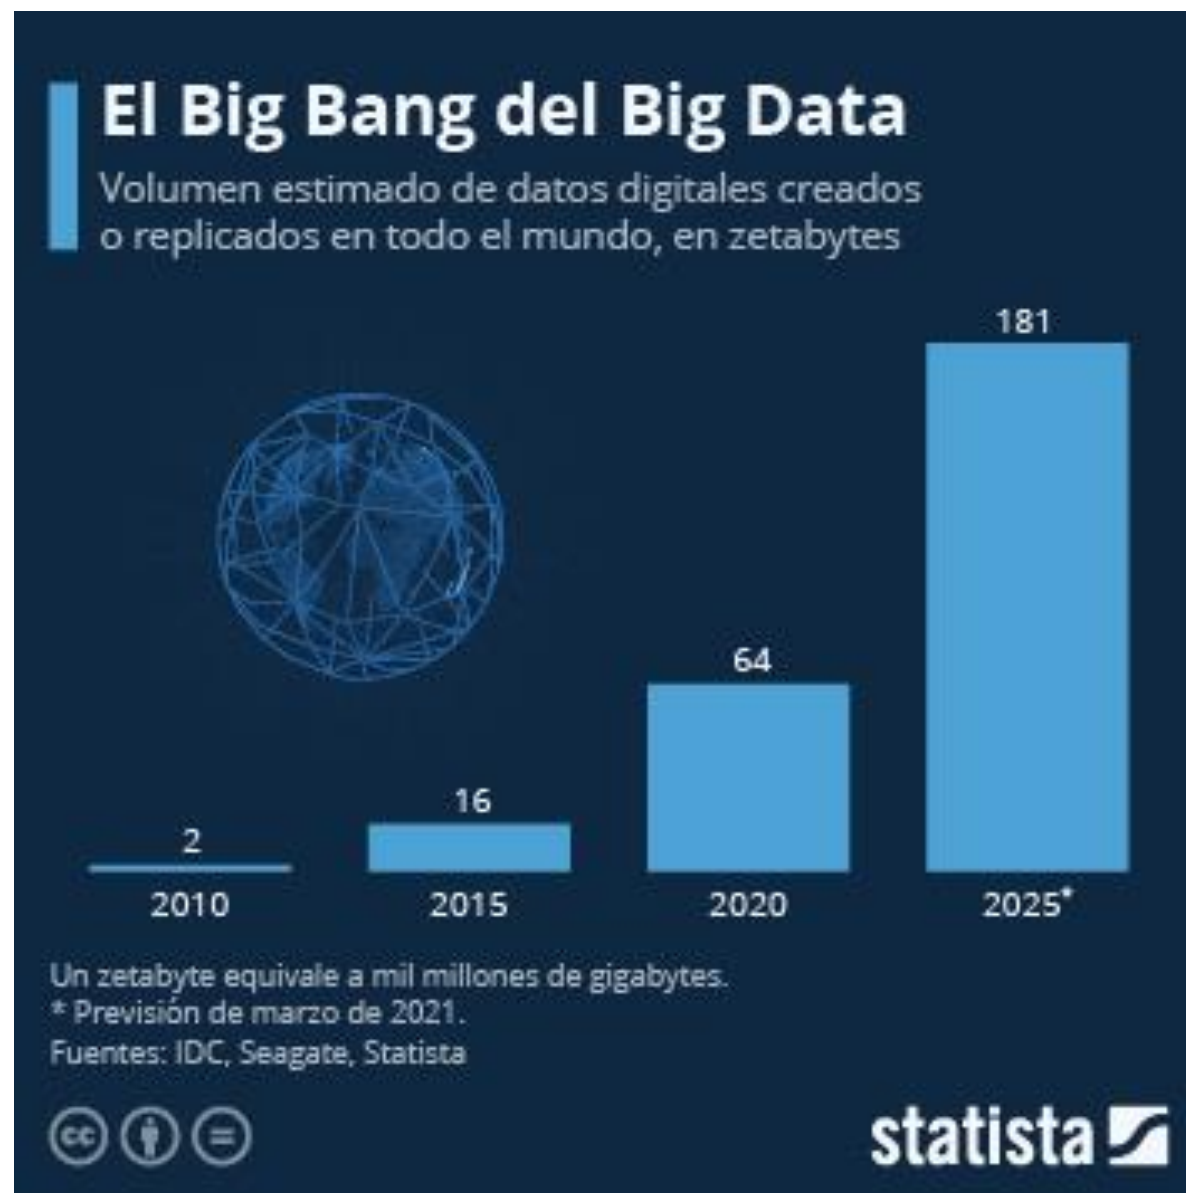 El Big Bang del Big Data
Volumen estimado de datos digitales creados
o replicados en todo el mundo, en zetabytes
181
64
16
2
2010
2015
2020
2025*
Un zetabyte equivale a mil millones de gigabytes.
* Previsión de marzo de 2021.
Fuentes: IDC, Seagate, Statista
cc
statista